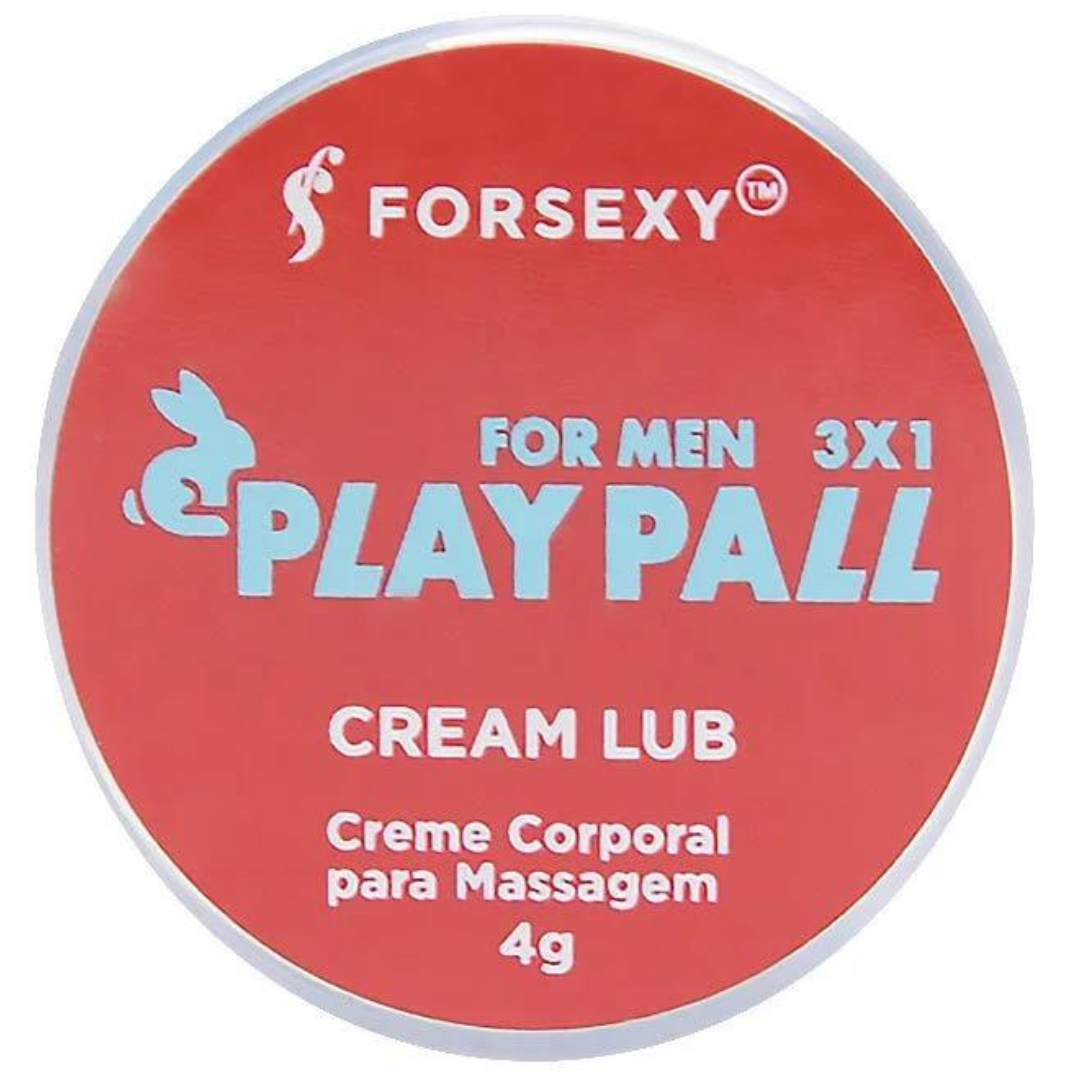 FORSEXY™
FOR MEN 3X1
PLAY PALL
CREAM LUB
Creme Corporal
para Massagem
4g